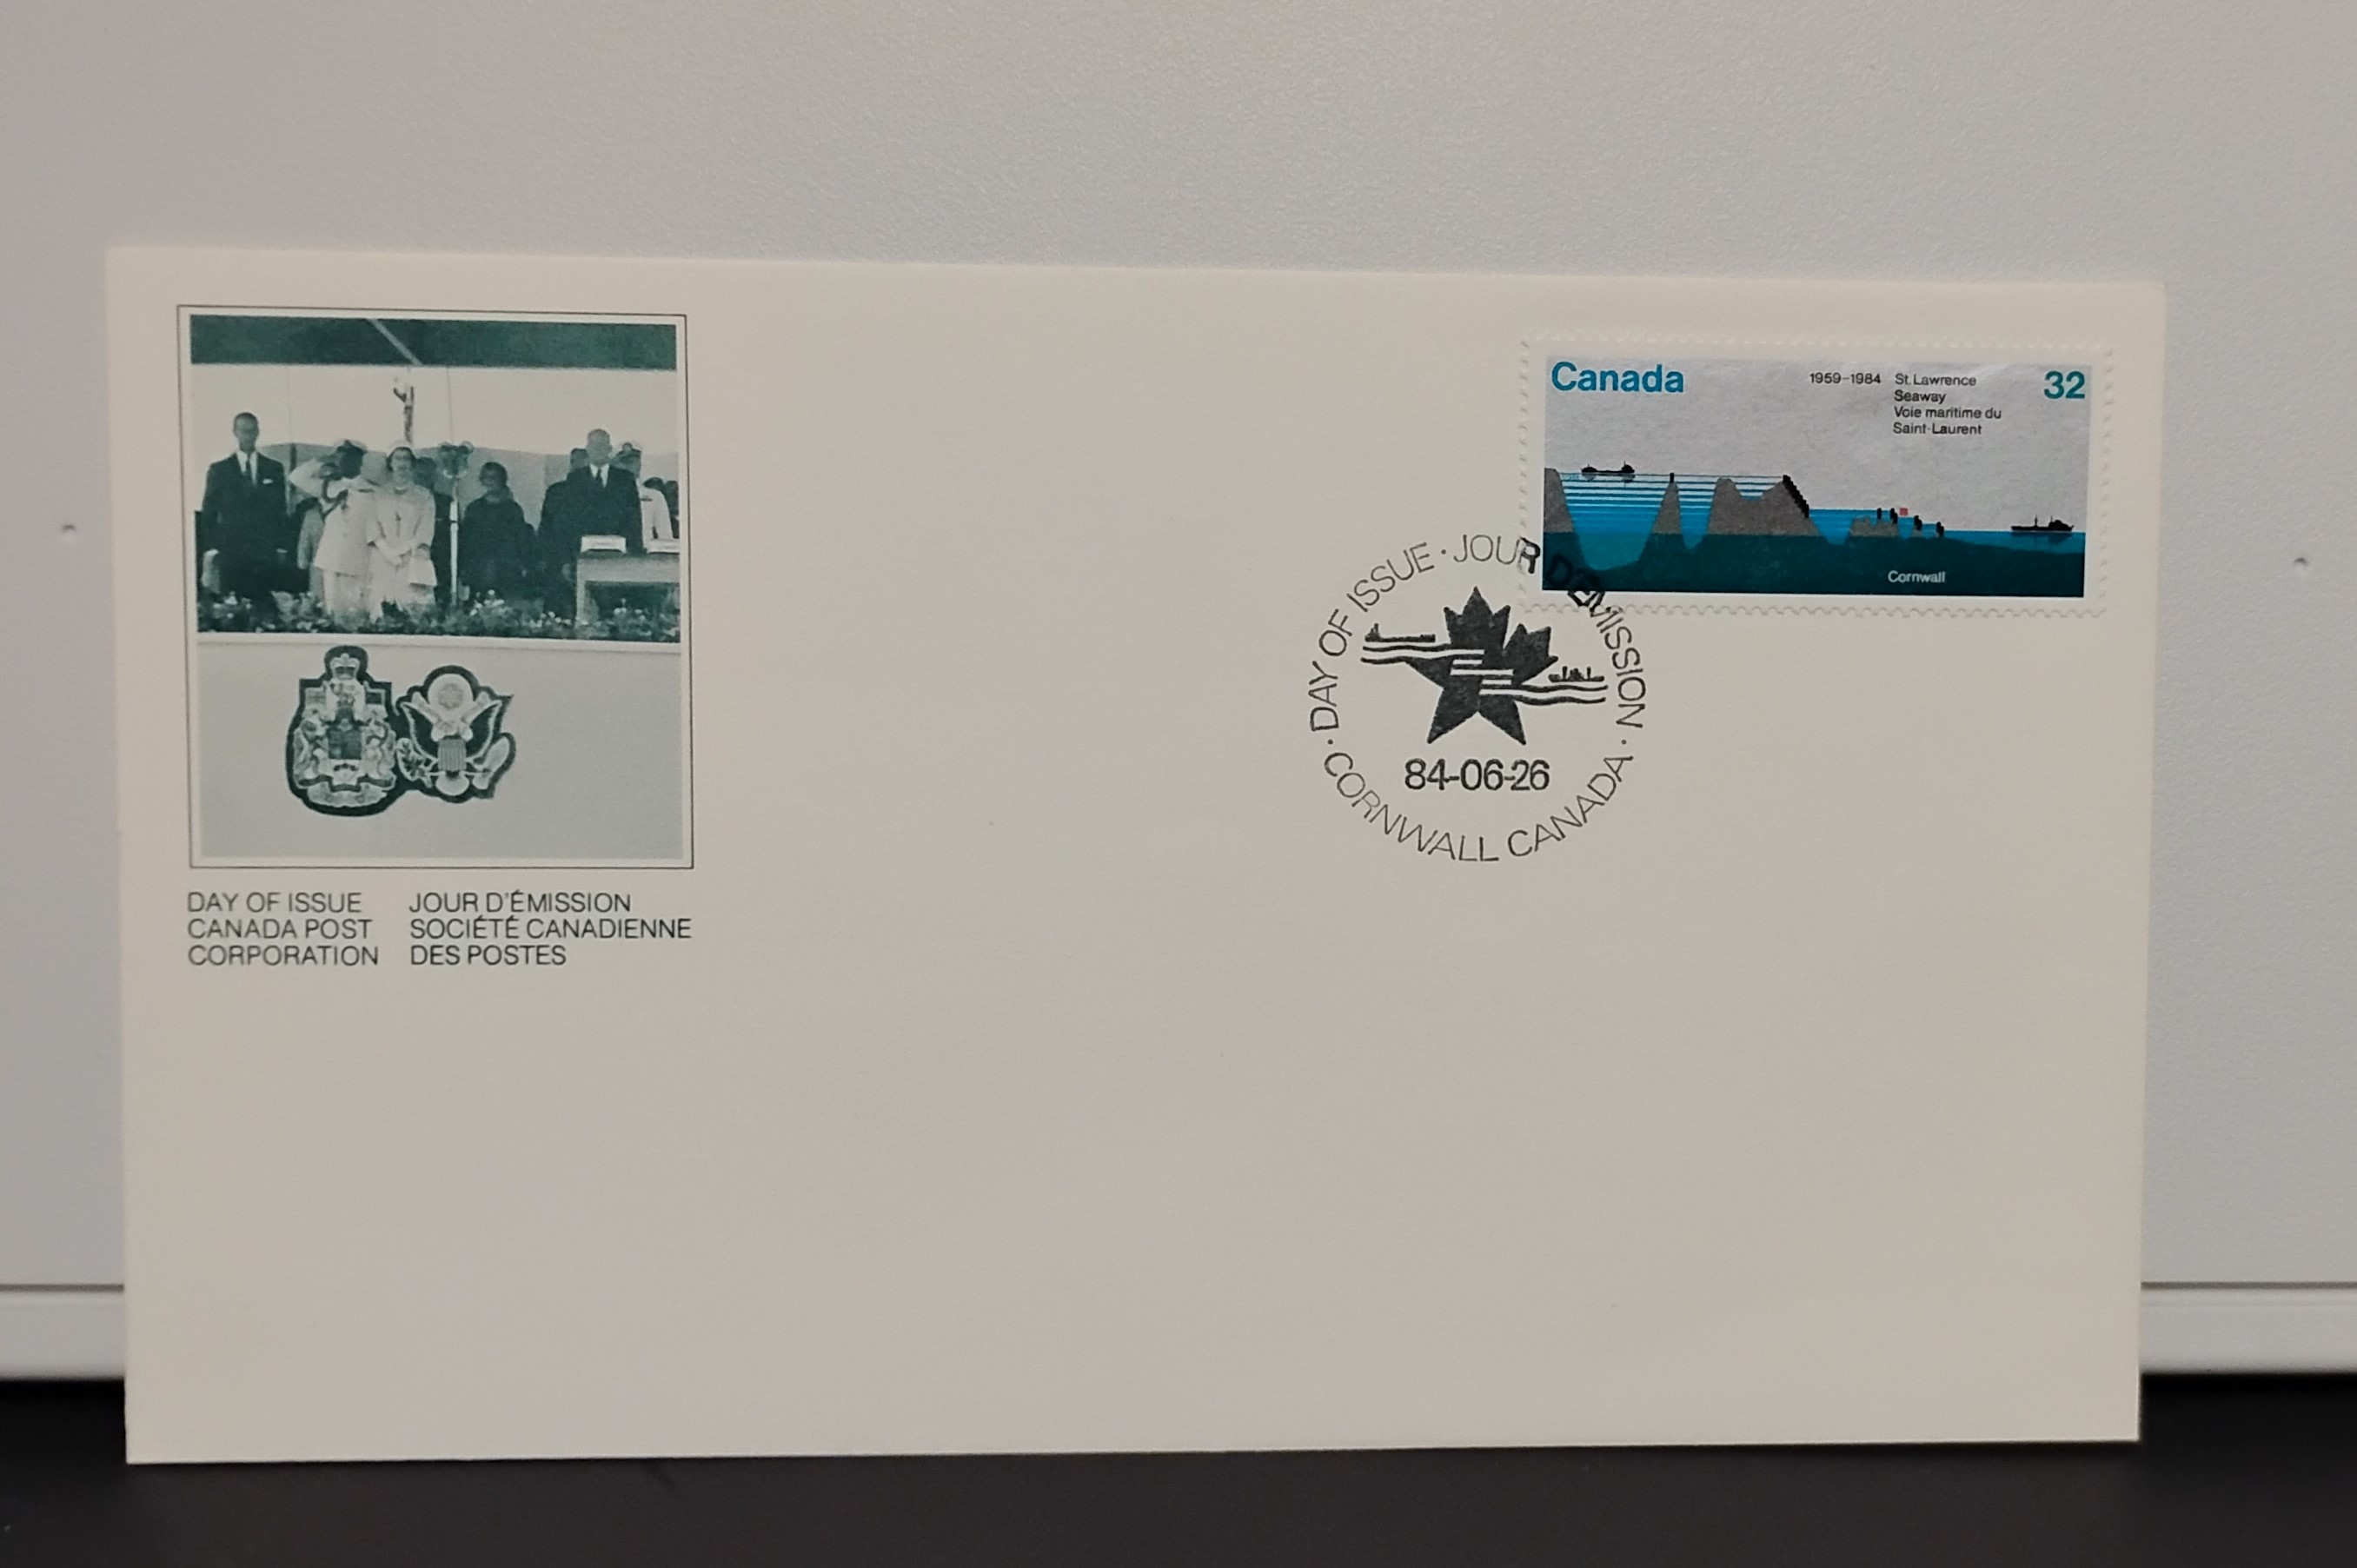 Canada
1959-1984 St. Lawrence
Seaway
Voie maritime du
Saint-Laurent
32
Cornwall
· DAY OF ISSUE · JOUR D'ÉMISSION ·
84-06-26
CORNWALL CANADA
DAY OF ISSUE
CANADA POST
CORPORATION
JOUR D'ÉMISSION
SOCIÉTÉ CANADIENNE
DES POSTES